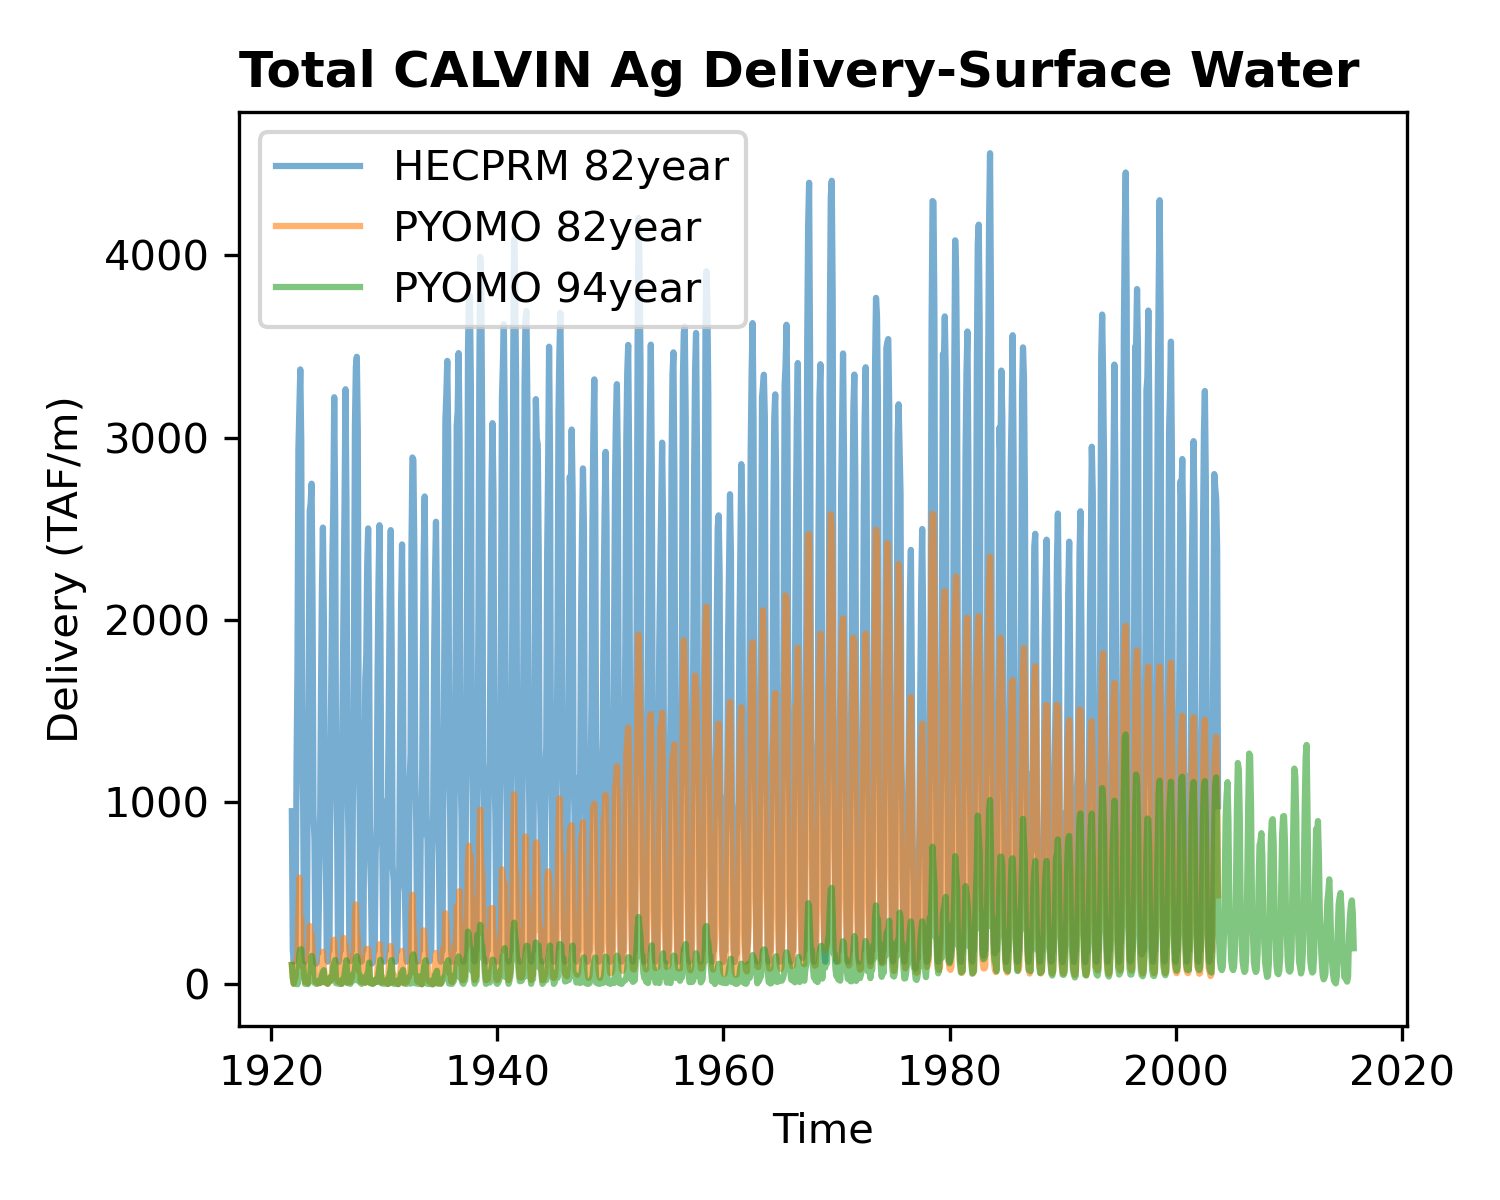 Total CALVIN Ag Delivery-Surface Water
HECPRM 82year
PYOMO 82year
PYOMO 94year
Delivery (TAF/m)
4000
3000
2000
1000
0
1920 1940 1960 1980 2000 2020
Time